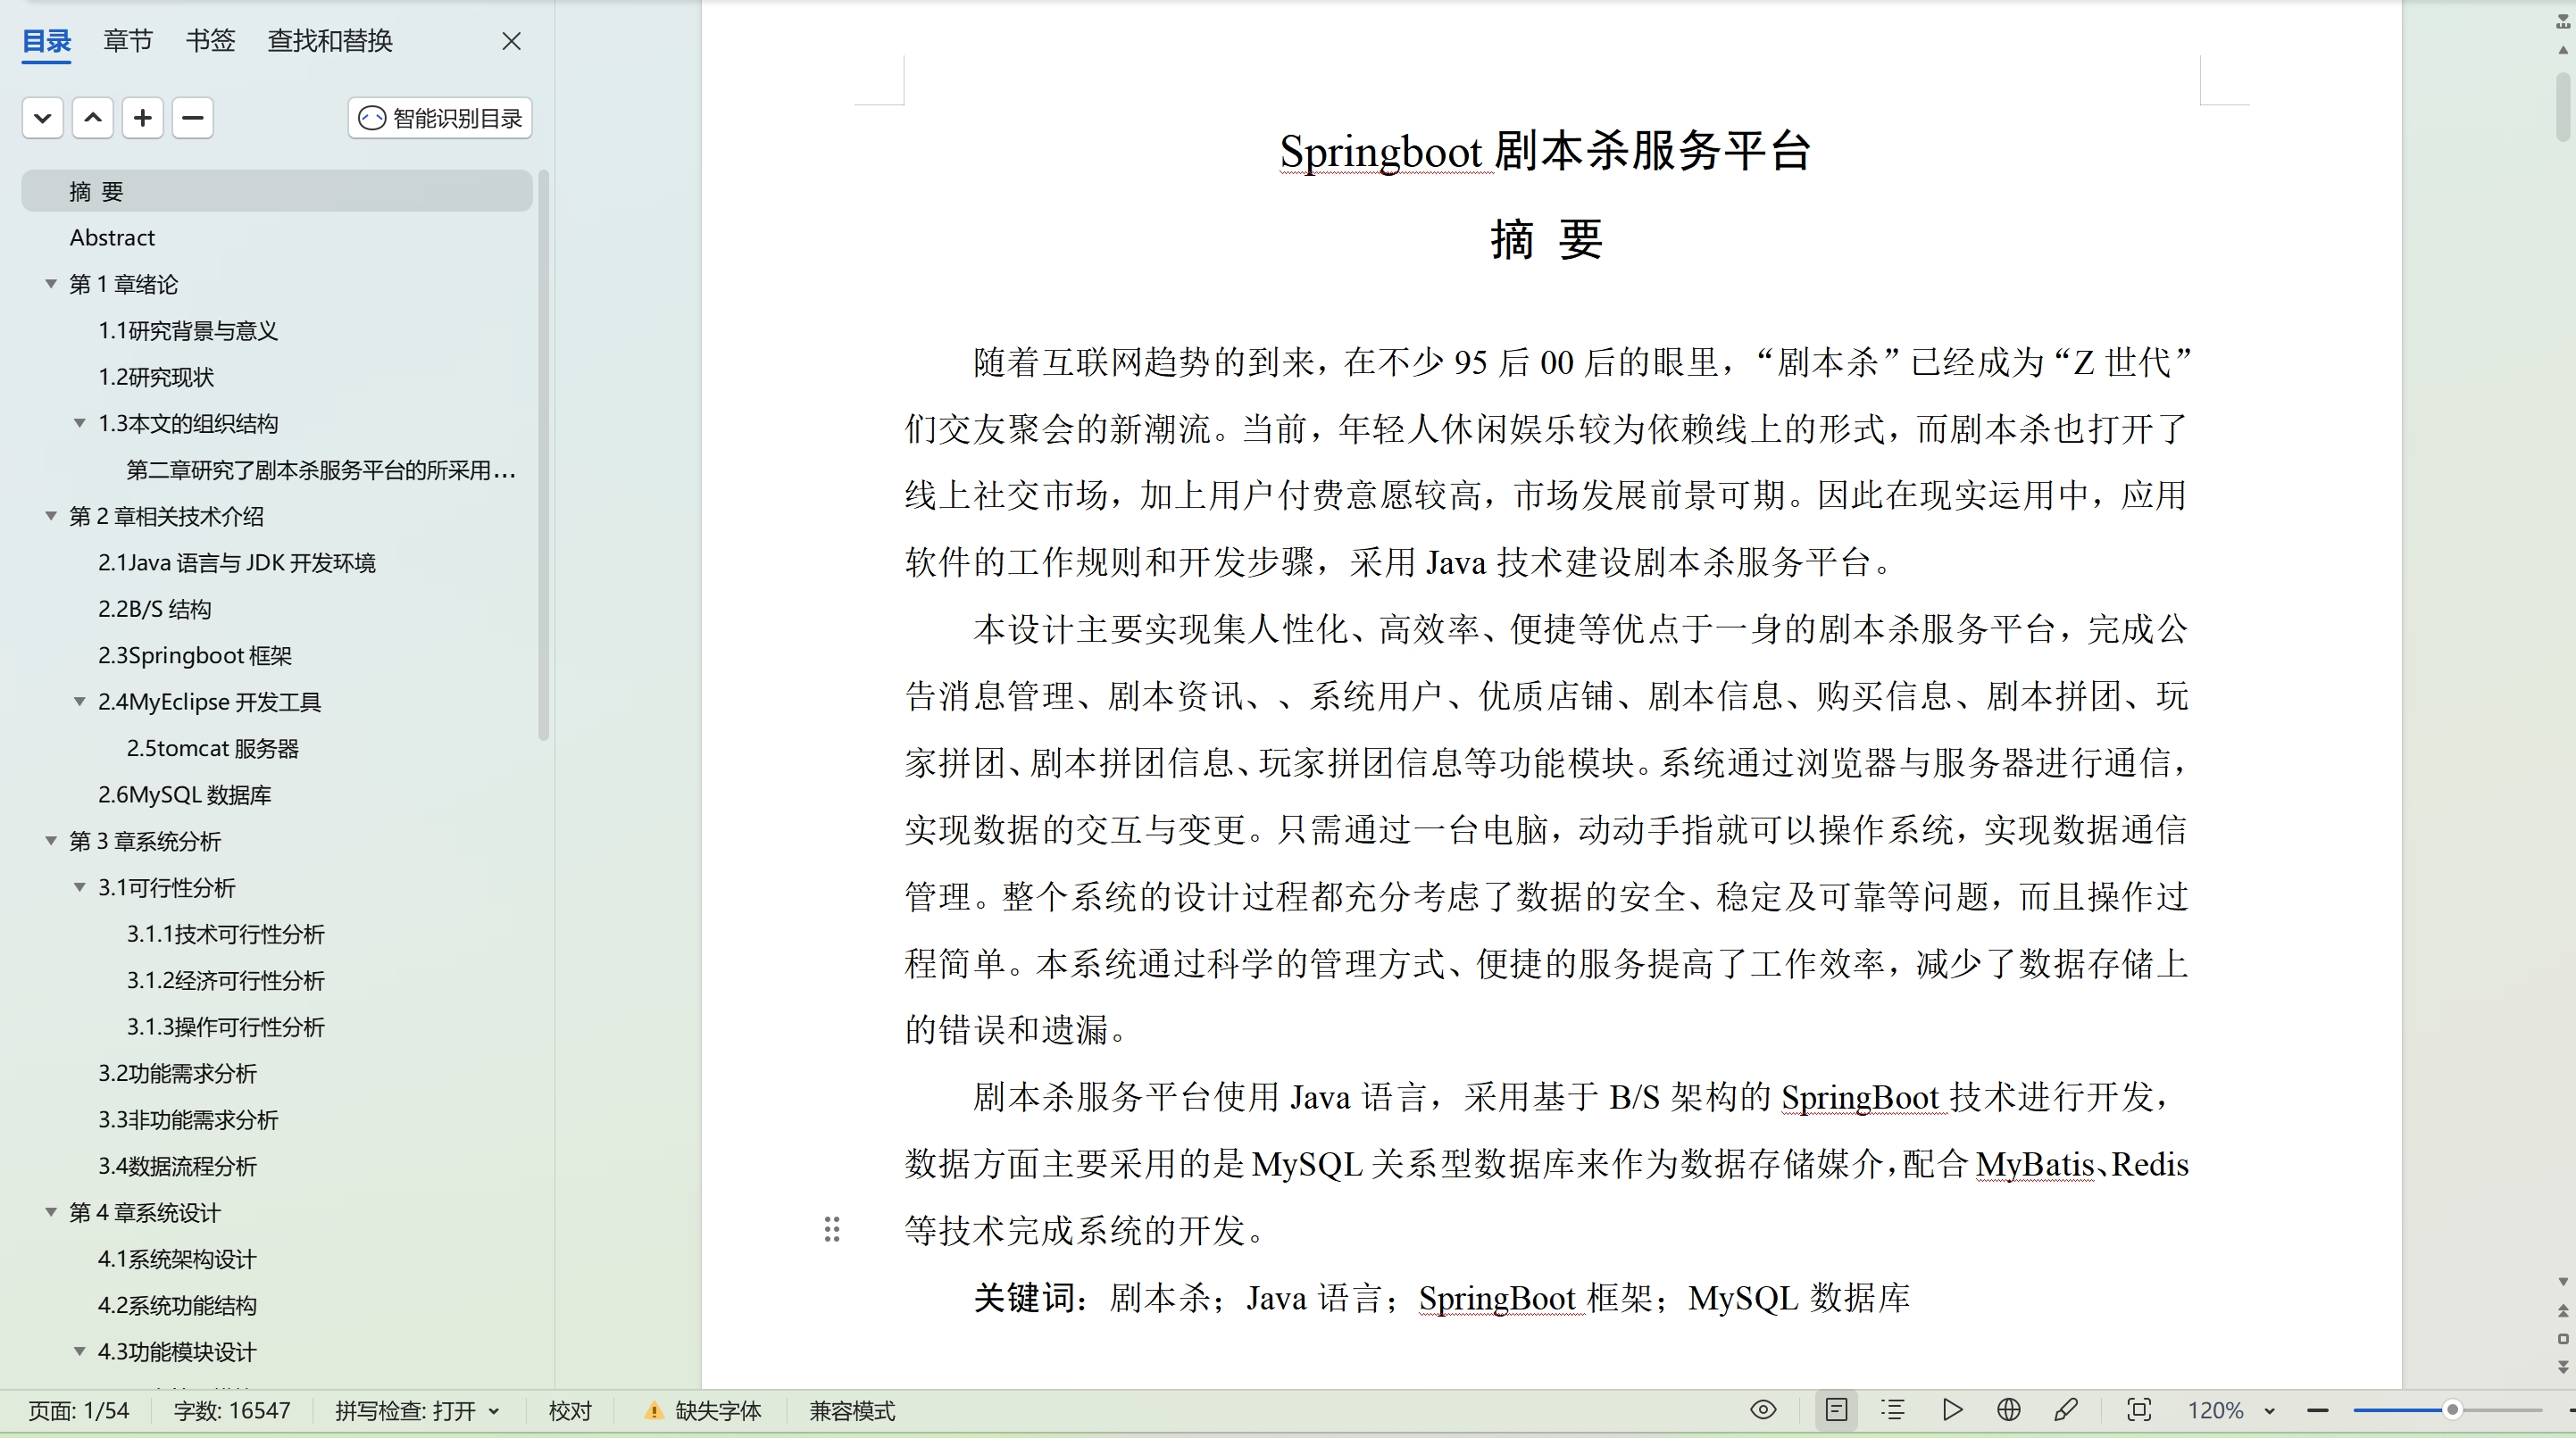 目录 章节 书签 查找和替换
智能识别目录
摘 要
Abstract
第 1 章绪论
1.1研究背景与意义
1.2研究现状
1.3本文的组织结构
第二章研究了剧本杀服务平台的所采用...
第 2 章相关技术介绍
2.1Java 语言与 JDK 开发环境
2.2B/S 结构
2.3Springboot 框架
2.4MyEclipse 开发工具
2.5tomcat 服务器
2.6MySQL 数据库
第 3 章系统分析
3.1可行性分析
3.1.1技术可行性分析
3.1.2经济可行性分析
3.1.3操作可行性分析
3.2功能需求分析
3.3非功能需求分析
3.4数据流程分析
第 4 章系统设计
4.1系统架构设计
4.2系统功能结构
4.3功能模块设计
Springboot 剧本杀服务平台
摘 要
随着互联网趋势的到来，在不少 95 后 00 后的眼里，“剧本杀”已经成为“Z 世代”
们交友聚会的新潮流。当前，年轻人休闲娱乐较为依赖线上的形式，而剧本杀也打开了
线上社交市场，加上用户付费意愿较高，市场发展前景可期。因此在现实运用中，应用
软件的工作规则和开发步骤，采用 Java 技术建设剧本杀服务平台。
本设计主要实现集人性化、高效率、便捷等优点于一身的剧本杀服务平台，完成公
告消息管理、剧本资讯、、系统用户、优质店铺、剧本信息、购买信息、剧本拼团、玩
家拼团、剧本拼团信息、玩家拼团信息等功能模块。系统通过浏览器与服务器进行通信，
实现数据的交互与变更。只需通过一台电脑，动动手指就可以操作系统，实现数据通信
管理。整个系统的设计过程都充分考虑了数据的安全、稳定及可靠等问题，而且操作过
程简单。本系统通过科学的管理方式、便捷的服务提高了工作效率，减少了数据存储上
的错误和遗漏。
剧本杀服务平台使用 Java 语言，采用基于 B/S 架构的 SpringBoot 技术进行开发，
数据方面主要采用的是 MySQL 关系型数据库来作为数据存储媒介，配合 MyBatis、Redis
等技术完成系统的开发。
关键词：剧本杀；Java 语言；SpringBoot 框架；MySQL 数据库
页面: 1/54 字数: 16547 拼写检查: 打开 校对 缺失字体 兼容模式 120%